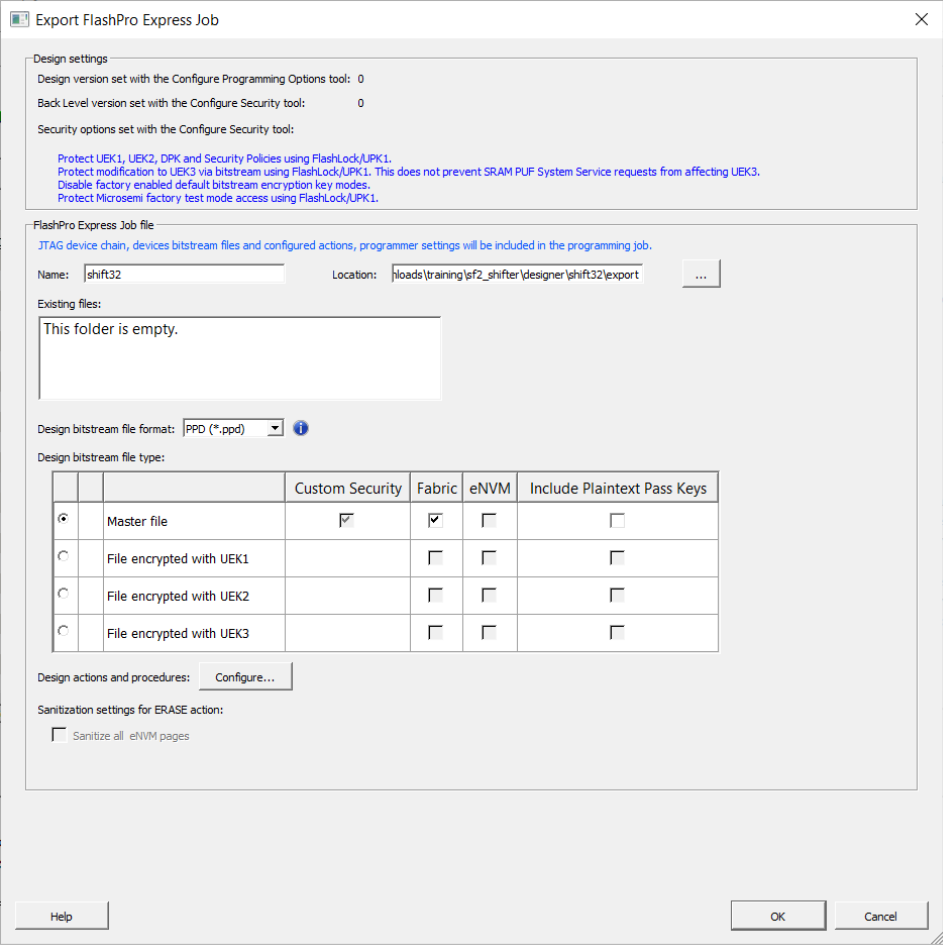 Export FlashPro Express Job
Design settings
Design version set with the Configure Programming Options tool: 0
Back Level version set with the Configure Security tool: 0
Security options set with the Configure Security tool:
Protect UEK1, UEK2, DPK and Security Policies using FlashLock/UPK1.
Protect modification to UEK3 via bitstream using FlashLock/UPK1. This does not prevent SRAM PUF System Service requests from affecting UEK3.
Disable factory enabled default bitstream encryption key modes.
Protect Microsemi factory test mode access using FlashLock/UPK1.
FlashPro Express Job file
JTAG device chain, devices bitstream files and configured actions, programmer settings will be included in the programming job.
Name: shift32 Location: nloads\training\sf2_shifter\designer\shift32\export ...
Existing files:
This folder is empty.
Design bitstream file format: PPD (*.ppd)
Design bitstream file type:
Custom Security Fabric eNVM Include Plaintext Pass Keys
Master file
File encrypted with UEK1
File encrypted with UEK2
File encrypted with UEK3
Design actions and procedures: Configure...
Sanitization settings for ERASE action:
Sanitize all eNVM pages
Help OK Cancel